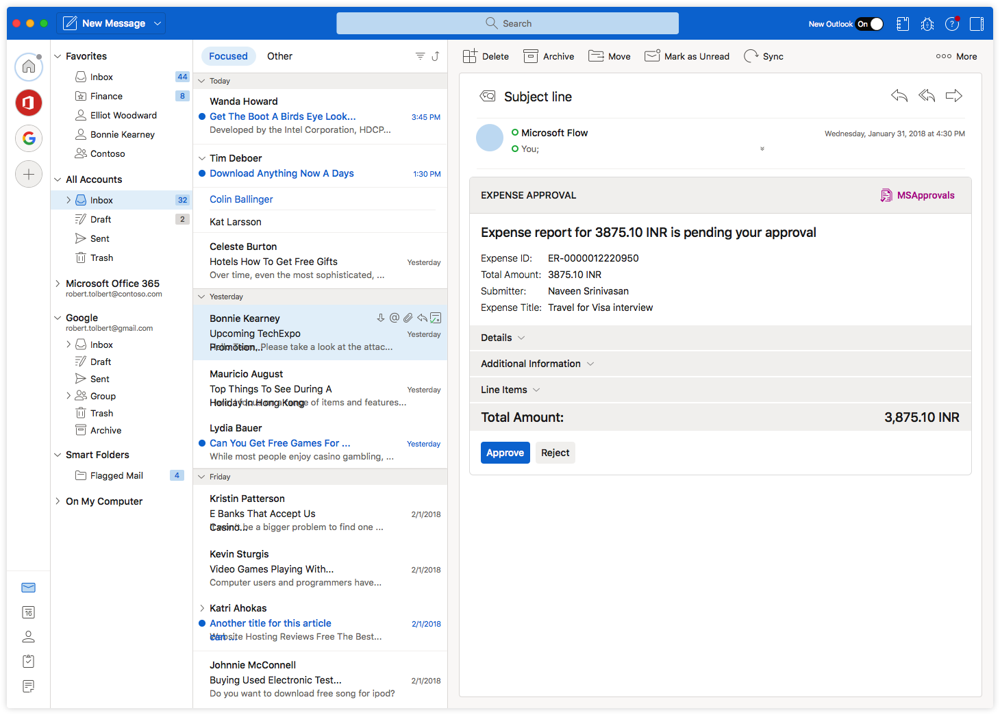 New Message
Search
New Outlook On
Favorites
Inbox 44
Finance 8
Elliot Woodward
Bonnie Kearney
Contoso
All Accounts
Inbox 32
Draft 2
Sent
Trash
Microsoft Office 365
robert.tolbert@contoso.com
Google
robert.tolbert@gmail.com
Inbox
Draft
Sent
Group
Trash
Archive
Smart Folders
Flagged Mail 4
On My Computer
16
Focused Other
Today
Wanda Howard
Get The Boot A Birds Eye Look... 3:45 PM
Developed by the Intel Corporation, HDCP...
Tim Deboer
Download Anything Now A Days 1:30 PM
Colin Ballinger
Kat Larsson
Celeste Burton
Hotels How To Get Free Gifts Yesterday
Over time, even the most sophisticated, ...
Yesterday
Bonnie Kearney
Upcoming TechExpo Yesterday
Promotion...
Hello Team, Please take a look at the attac...
Mauricio August
Top Things To See During A Yesterday
Holiday In Hong Kong
of items and features...
Lydia Bauer
Can You Get Free Games For ... Yesterday
While most people enjoy casino gambling, ...
Friday
Kristin Patterson
E Banks That Accept Us 2/1/2018
Casino...
be a bigger problem to find one ...
Kevin Sturgis
Video Games Playing With... 2/1/2018
Computer users and programmers have...
Katri Ahokas
Another title for this article 2/1/2018
can ...
Website Hosting Reviews Free The Best...
Johnnie McConnell
Buying Used Electronic Test... 2/1/2018
Do you want to download free song for ipod?
Delete Archive Move Mark as Unread Sync More
Subject line
Microsoft Flow Wednesday, January 31, 2018 at 4:30 PM
You;
EXPENSE APPROVAL MSApprovals
Expense report for 3875.10 INR is pending your approval
Expense ID: ER-0000012220950
Total Amount: 3875.10 INR
Submitter: Naveen Srinivasan
Expense Title: Travel for Visa interview
Details
Additional Information
Line Items
Total Amount: 3,875.10 INR
Approve Reject